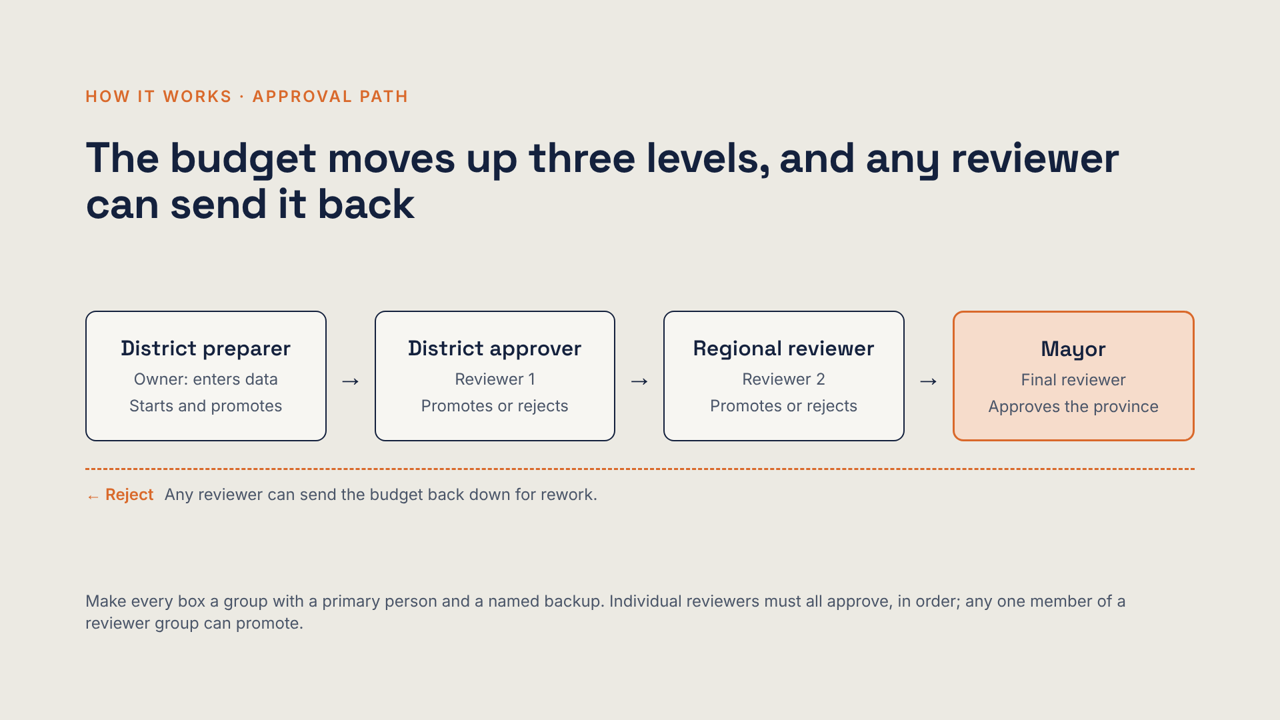 HOW IT WORKS · APPROVAL PATH
The budget moves up three levels, and any reviewer
can send it back
District preparer
Owner: enters data
Starts and promotes
→
District approver
Reviewer 1
Promotes or rejects
→
Regional reviewer
Reviewer 2
Promotes or rejects
→
Mayor
Final reviewer
Approves the province
← Reject Any reviewer can send the budget back down for rework.
Make every box a group with a primary person and a named backup. Individual reviewers must all approve, in order; any one member of a
reviewer group can promote.